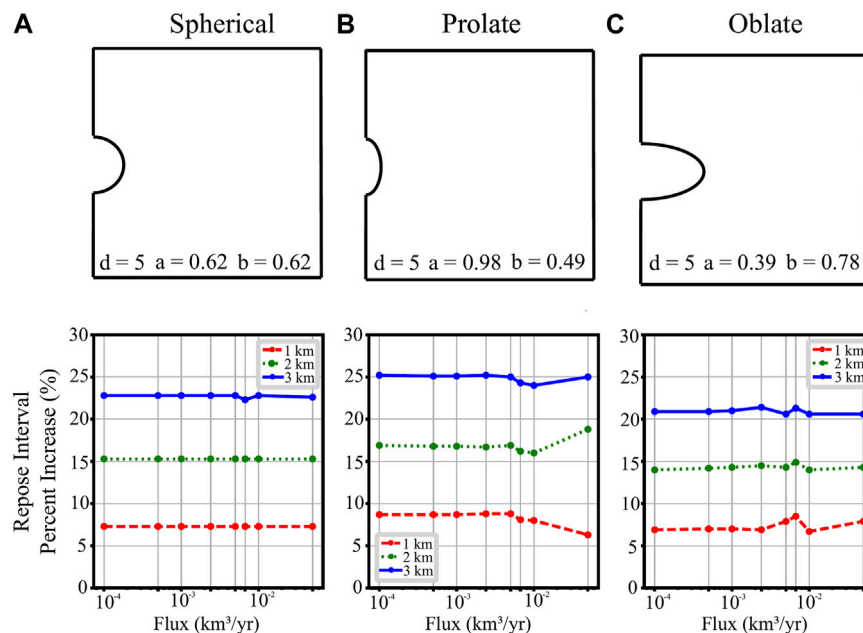 A Spherical B Prolate C Oblate
d = 5 a = 0.62 b = 0.62
d = 5 a = 0.98 b = 0.49
d = 5 a = 0.39 b = 0.78
Repose Interval
Percent Increase (%)
30
25
20
15
10
5
0
1 km
2 km
3 km
10⁻⁴ 10⁻³ 10⁻²
Flux (km³/yr)
30
25
20
15
10
5
0
1 km
2 km
3 km
10⁻⁴ 10⁻³ 10⁻²
Flux (km³/yr)
30
25
20
15
10
5
0
1 km
2 km
3 km
10⁻⁴ 10⁻³ 10⁻²
Flux (km³/yr)